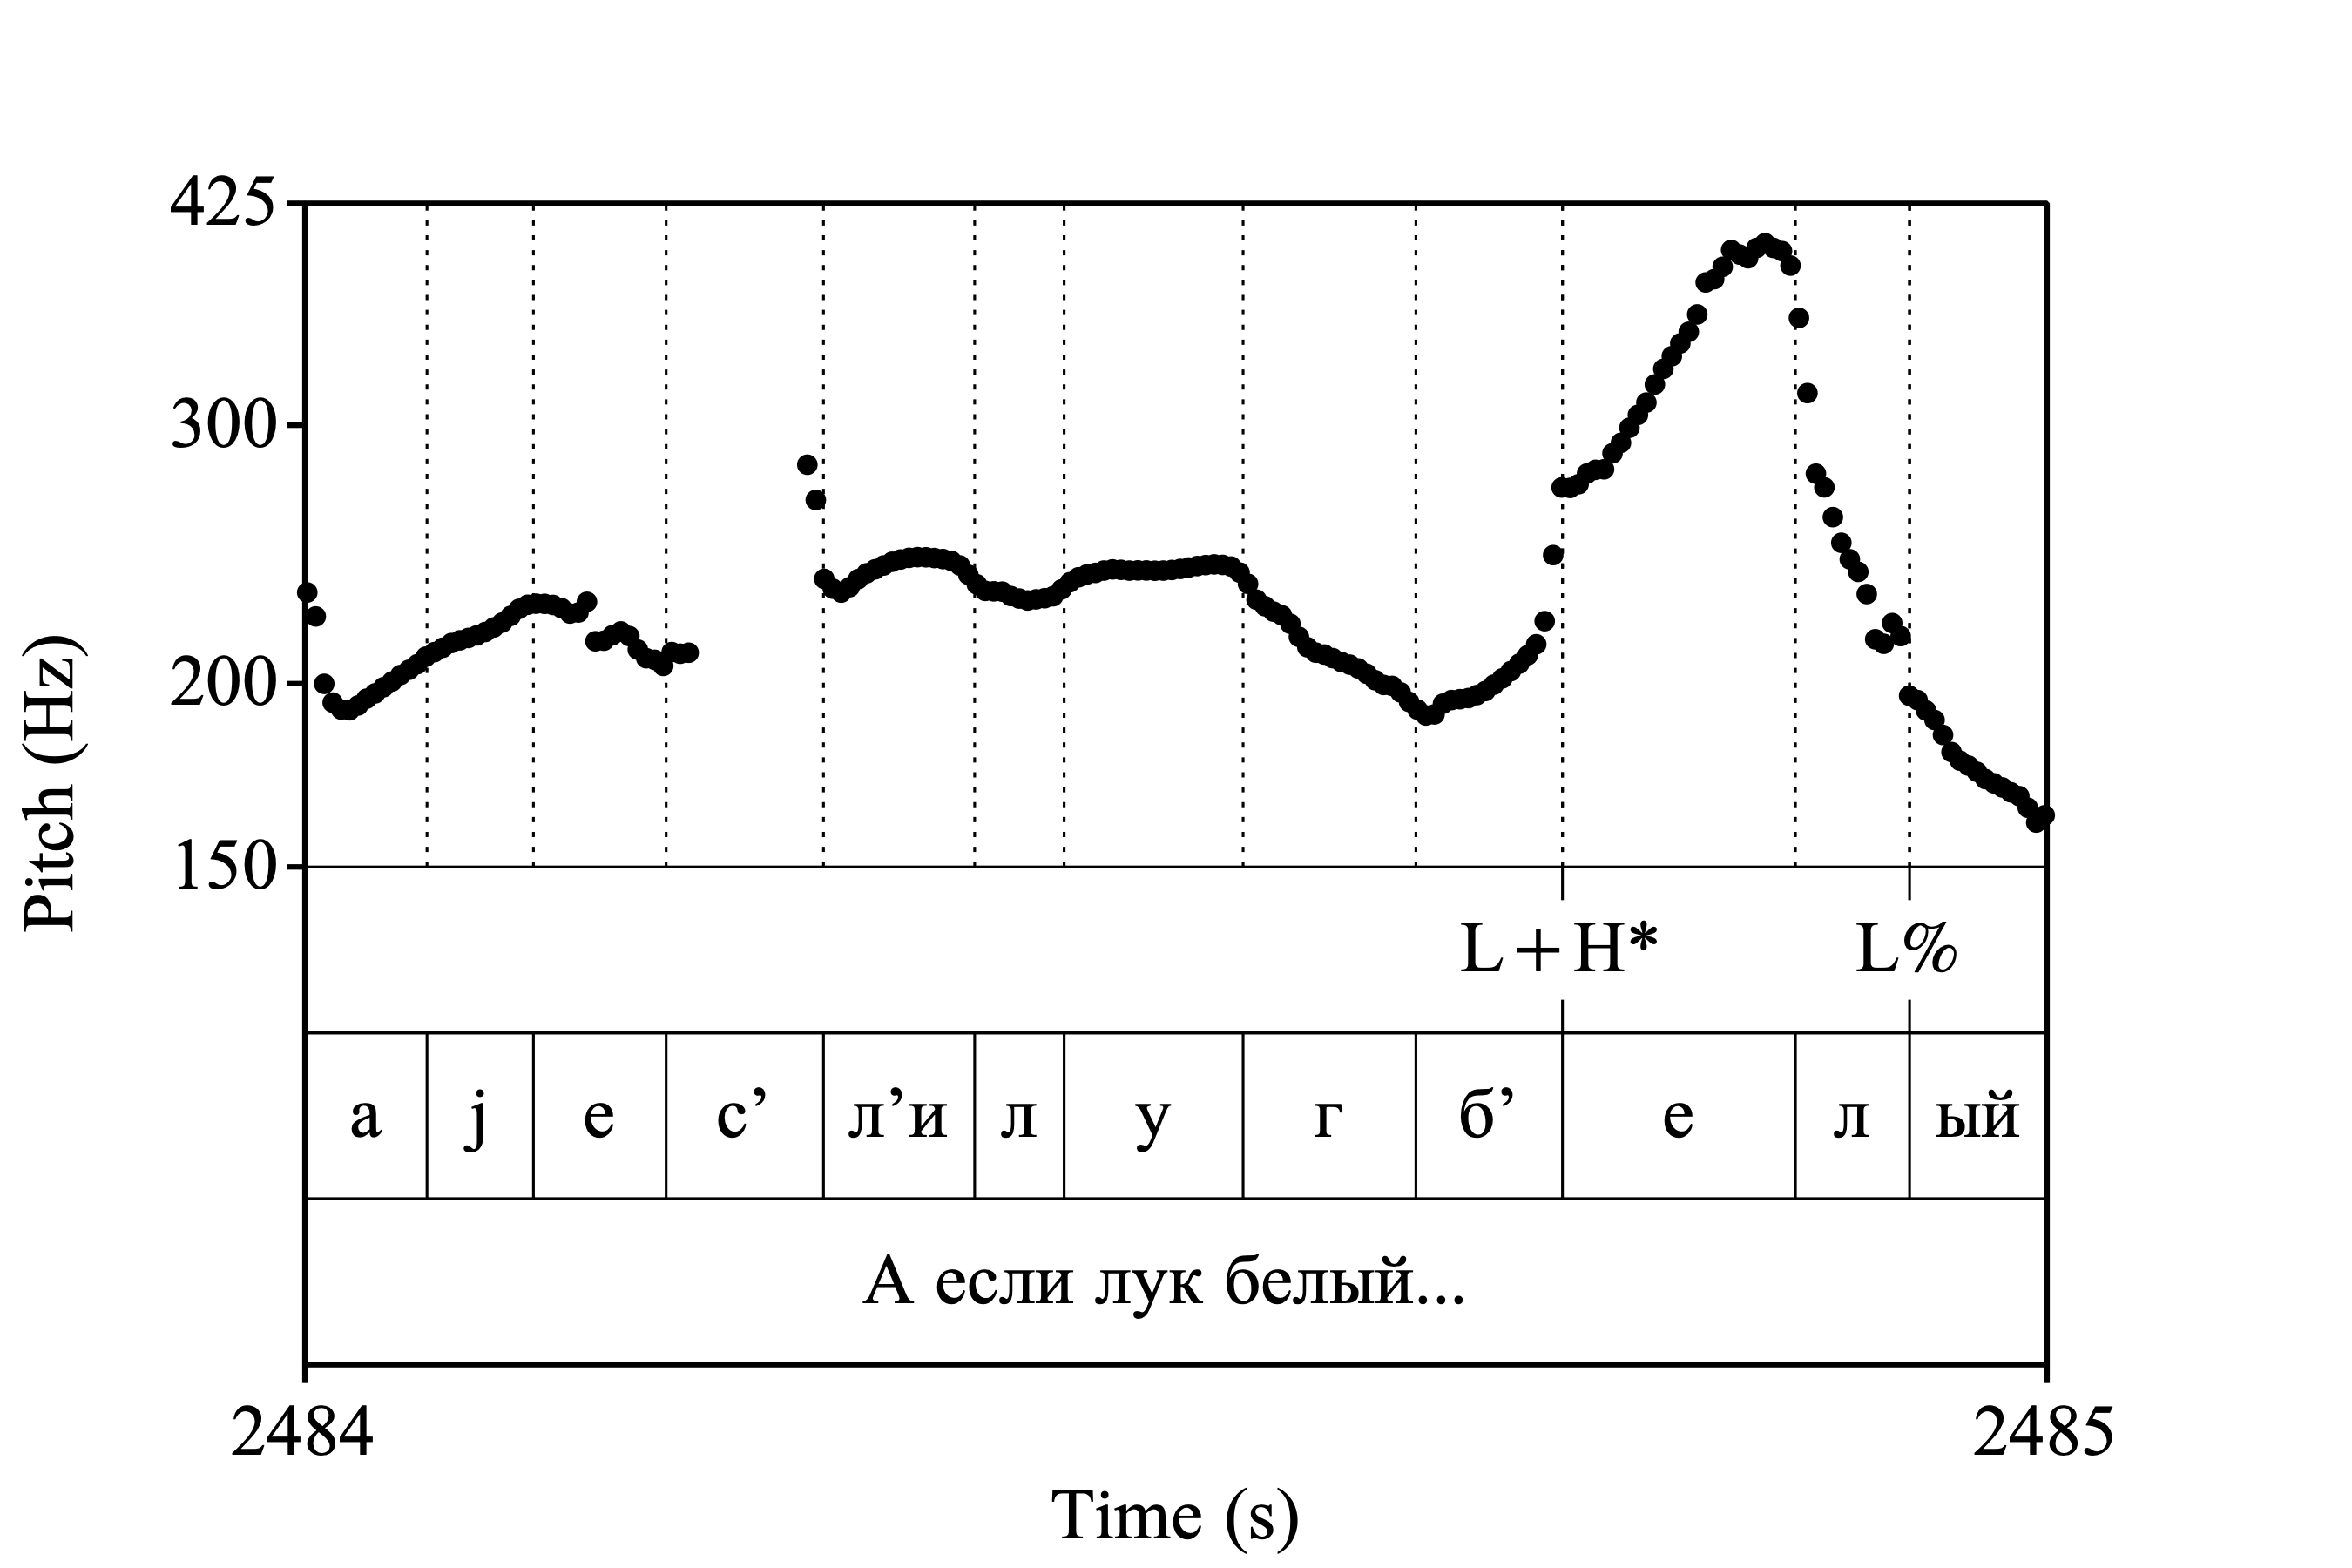 425
300
200
150
Pitch (Hz)
L + H* L%
а j е с’ л’и л у г б’ е л ый
А если лук белый...
2484 2485
Time (s)